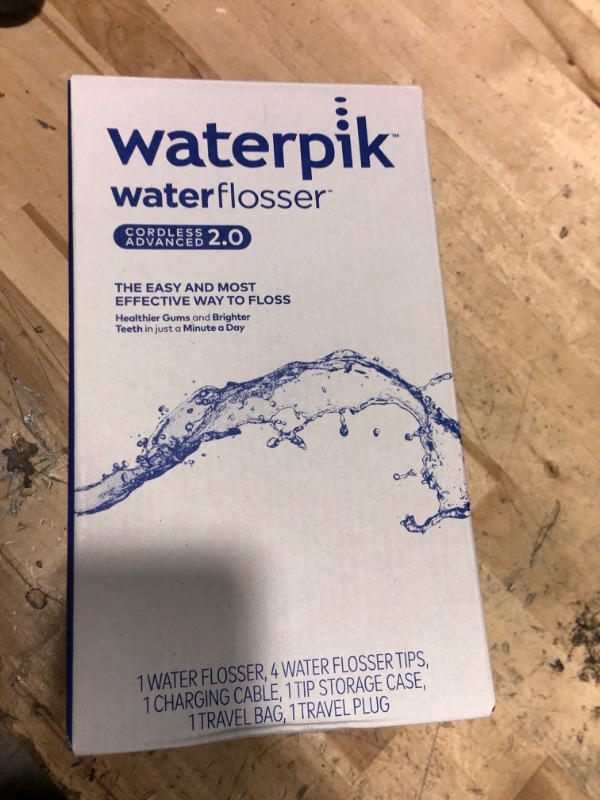 waterpik™
waterflosser™
CORDLESS
ADVANCED 2.0
THE EASY AND MOST
EFFECTIVE WAY TO FLOSS
Healthier Gums and Brighter
Teeth in just a Minute a Day
1 WATER FLOSSER, 4 WATER FLOSSER TIPS,
1 CHARGING CABLE, 1 TIP STORAGE CASE,
1 TRAVEL BAG, 1 TRAVEL PLUG